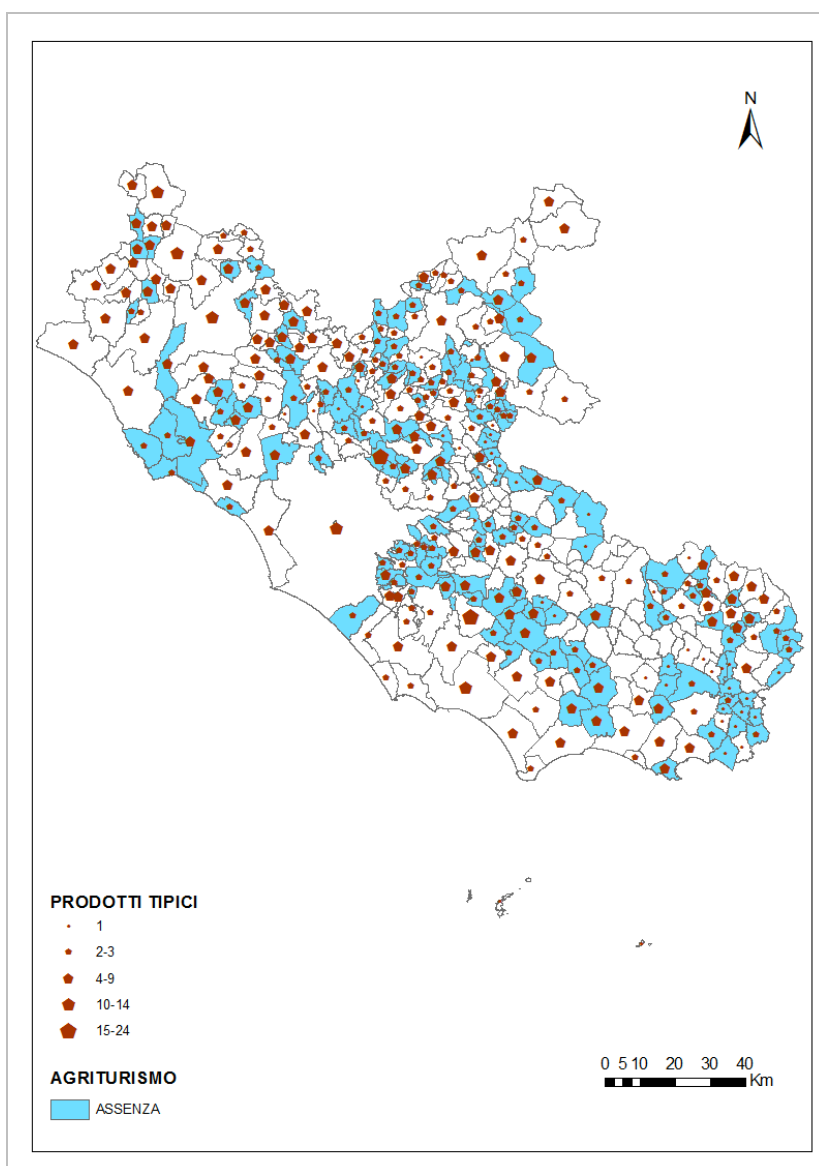 N
PRODOTTI TIPICI
1
2-3
4-9
10-14
15-24
AGRITURISMO
ASSENZA
0 5 10 20 30 40
Km